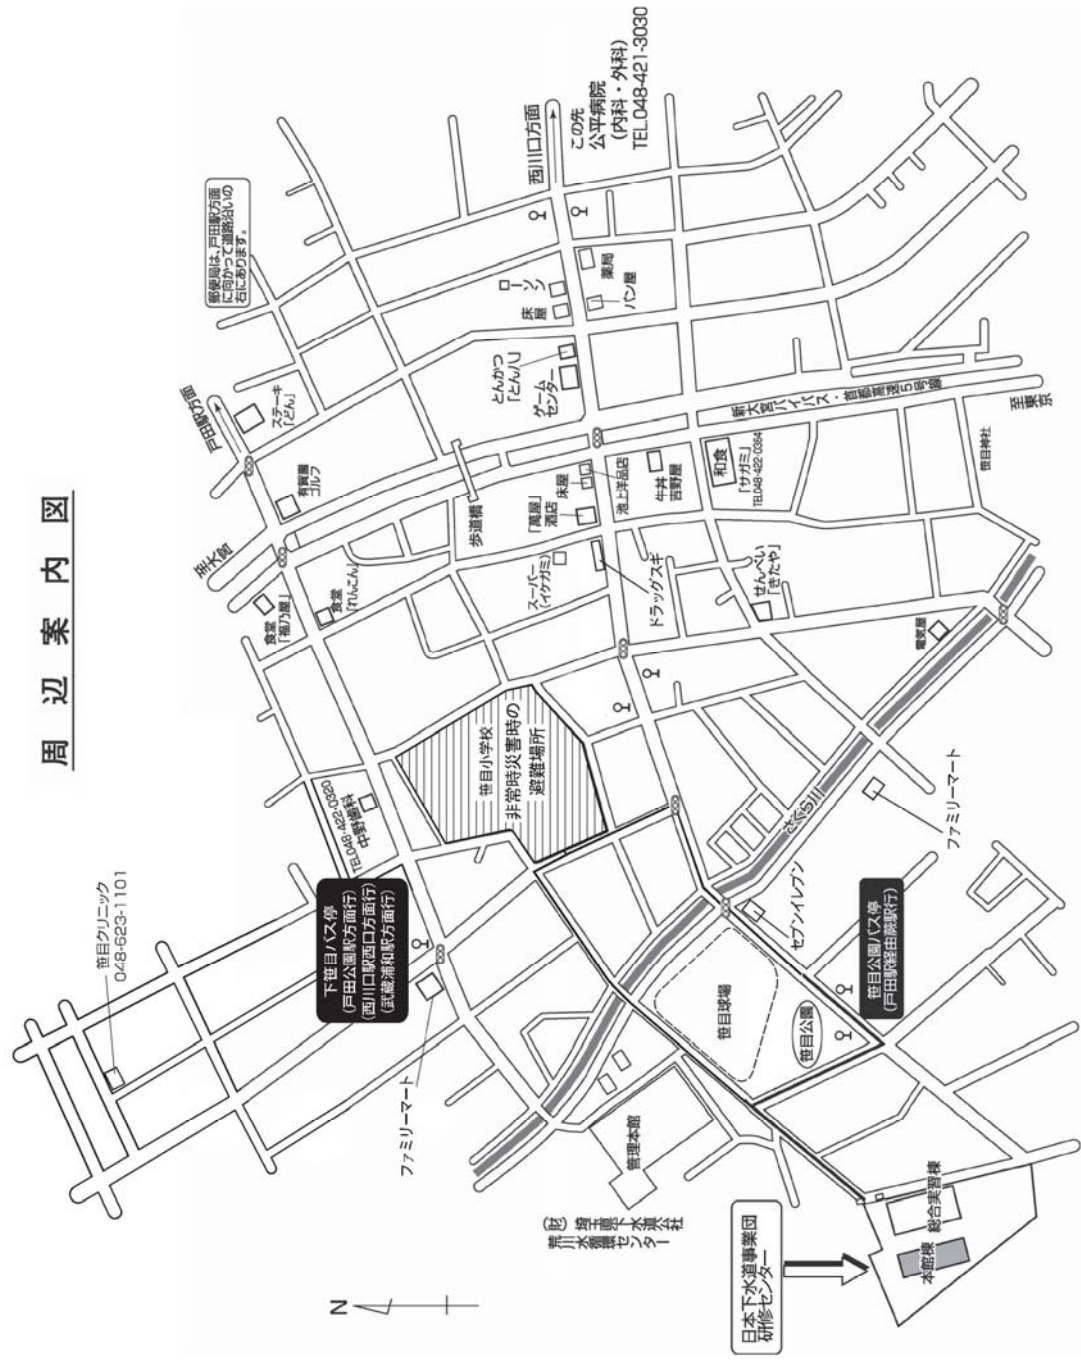 周辺案内図
郵便局は、戸田駅方面
に向かって道路沿いの
右にあります。
戸田駅方面
西川口方面
この先
公平病院
(内科・外科)
TEL.048-421-3030
ステーキ
「どん」
有賀園
ゴルフ
至大宮
食堂
「福乃屋」
食堂
「れんこん」
歩道橋
ローソン
床屋
薬局
パン屋
とんかつ
「とん八」
ゲーム
センター
新大宮バイパス・首都高速5号線
至東京
「萬屋」
酒店
床屋
池上洋品店
牛丼
吉野屋
和食
「サガミ」
TEL048-422-0364
笹目神社
スーパー
(イケガミ)
ドラッグスギ
せんべい
「きたや」
電気屋
笹目小学校
非常時災害時の
避難場所
中野歯科
TEL048-422-0320
笹目クリニック
048-623-1101
下笹目バス停
(戸田公園駅方面行)
(西川口駅西口方面行)
(武蔵浦和駅方面行)
ファミリーマート
さくら川
ファミリーマート
セブンイレブン
笹目公園バス停
(戸田駅経由蕨駅行)
笹目球場
笹目公園
管理本館
(財)埼玉県下水道公社
荒川水循環センター
日本下水道事業団
研修センター
総合実習棟
本館棟
N